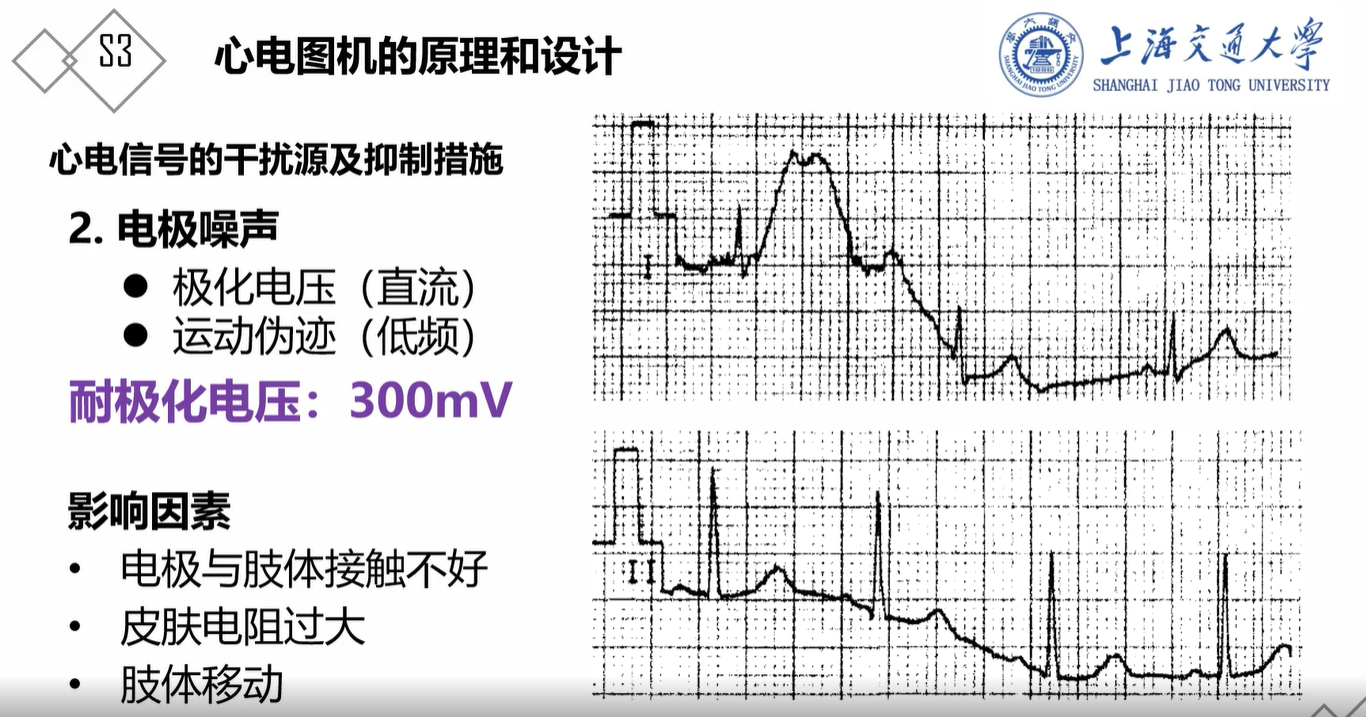 S3
心电图机的原理和设计
上海交通大學
SHANGHAI JIAO TONG UNIVERSITY
心电信号的干扰源及抑制措施
2. 电极噪声
● 极化电压（直流）
● 运动伪迹（低频）
耐极化电压：300mV
影响因素
• 电极与肢体接触不好
• 皮肤电阻过大
• 肢体移动
I
II